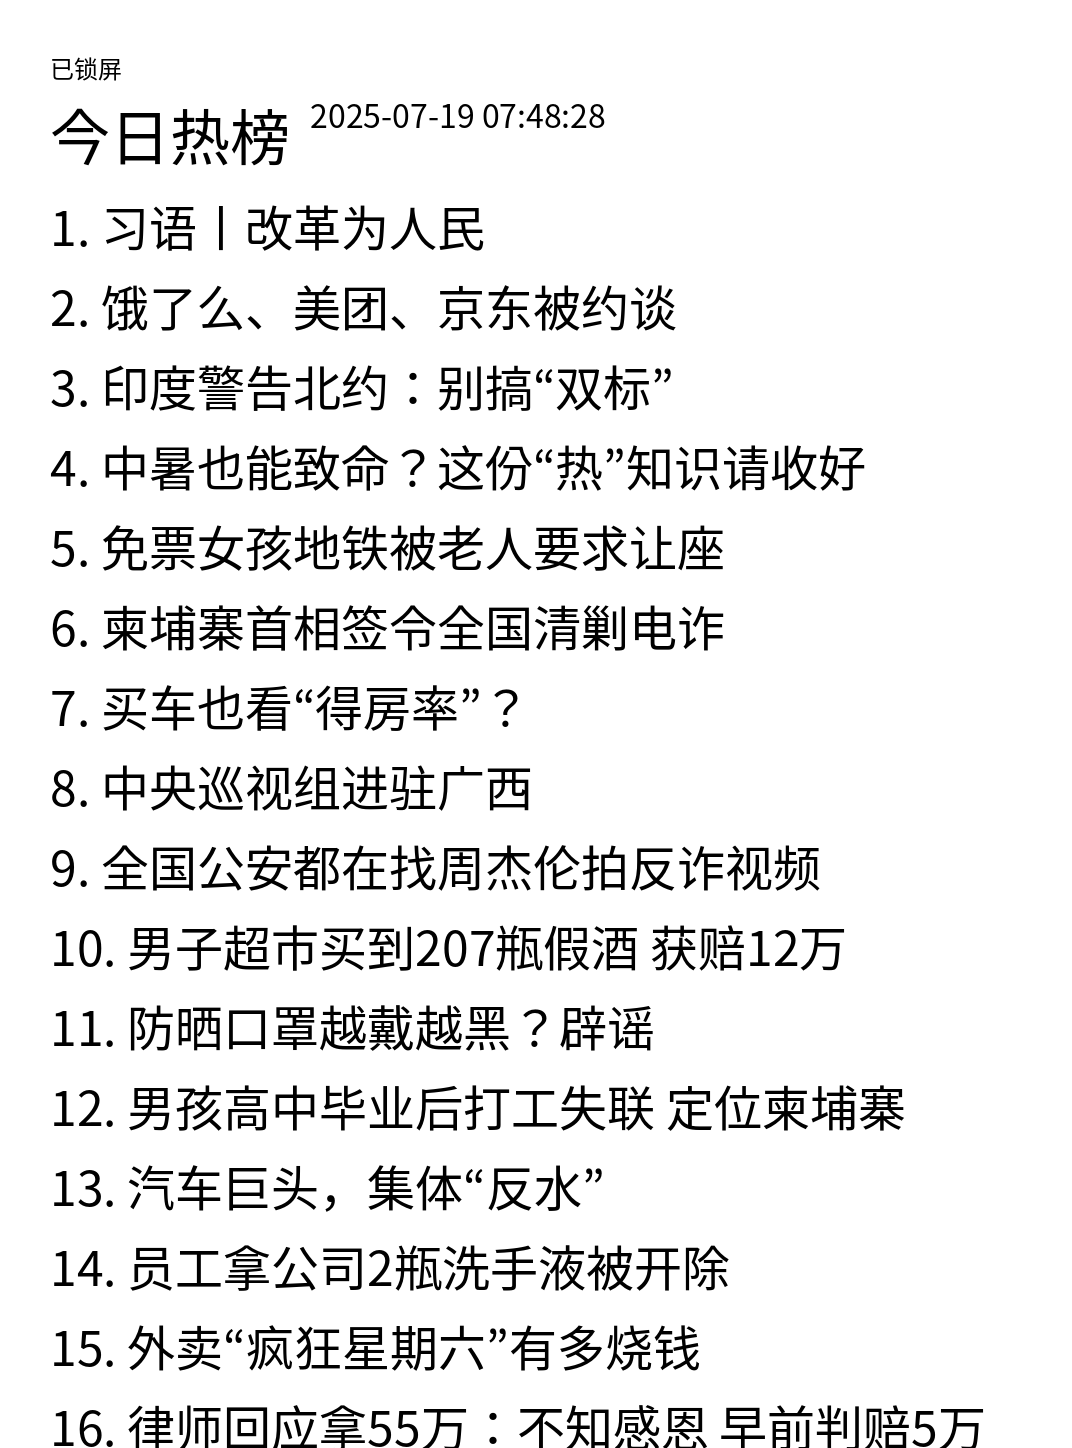 已锁屏
今日热榜 2025-07-19 07:48:28
1. 习语丨改革为人民
2. 饿了么、美团、京东被约谈
3. 印度警告北约：别搞“双标”
4. 中暑也能致命？这份“热”知识请收好
5. 免票女孩地铁被老人要求让座
6. 柬埔寨首相签令全国清剿电诈
7. 买车也看“得房率”？
8. 中央巡视组进驻广西
9. 全国公安都在找周杰伦拍反诈视频
10. 男子超市买到207瓶假酒 获赔12万
11. 防晒口罩越戴越黑？辟谣
12. 男孩高中毕业后打工失联 定位柬埔寨
13. 汽车巨头，集体“反水”
14. 员工拿公司2瓶洗手液被开除
15. 外卖“疯狂星期六”有多烧钱
16. 律师回应拿55万：不知感恩 早前判赔5万